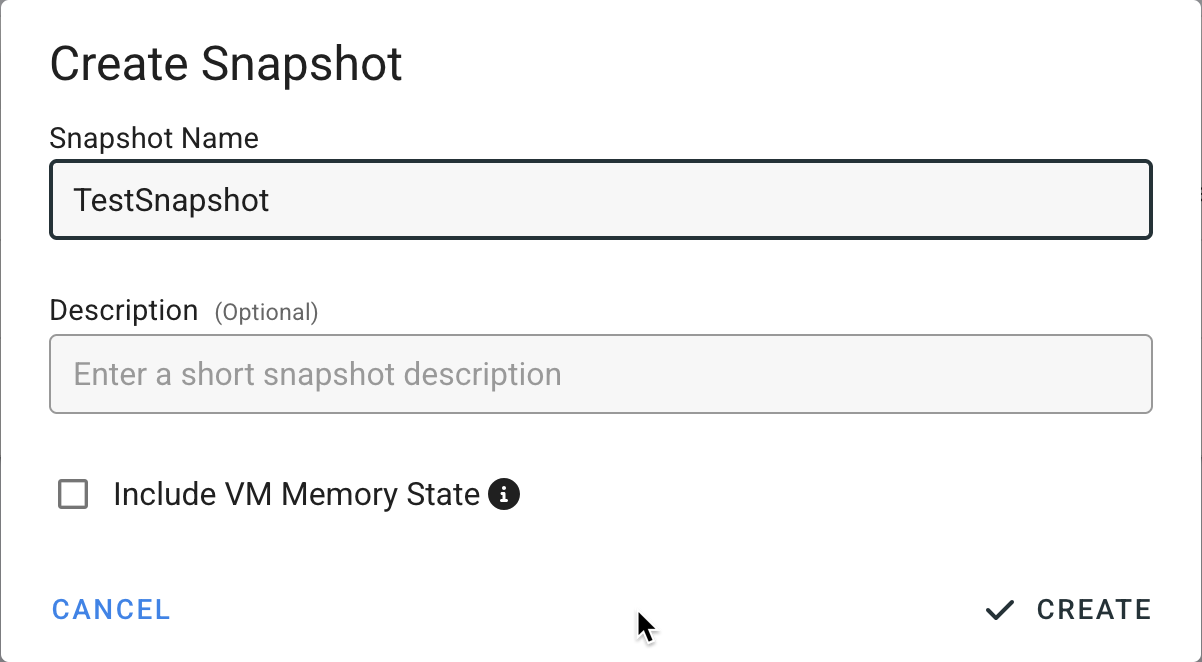 Create Snapshot
Snapshot Name
TestSnapshot
Description (Optional)
Enter a short snapshot description
Include VM Memory State
CANCEL CREATE